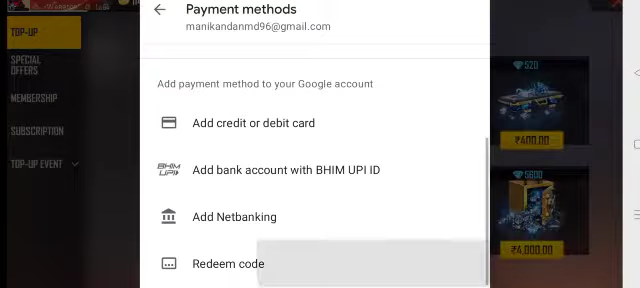 Payment methods
manikandanmd96@gmail.com
TOP-UP
SPECIAL
OFFERS
MEMBERSHIP
SUBSCRIPTION
TOP-UP EVENT
Add payment method to your Google account
Add credit or debit card
BHIM
UPI
Add bank account with BHIM UPI ID
Add Netbanking
Redeem code
520
₹400.00
5600
₹4,000.00